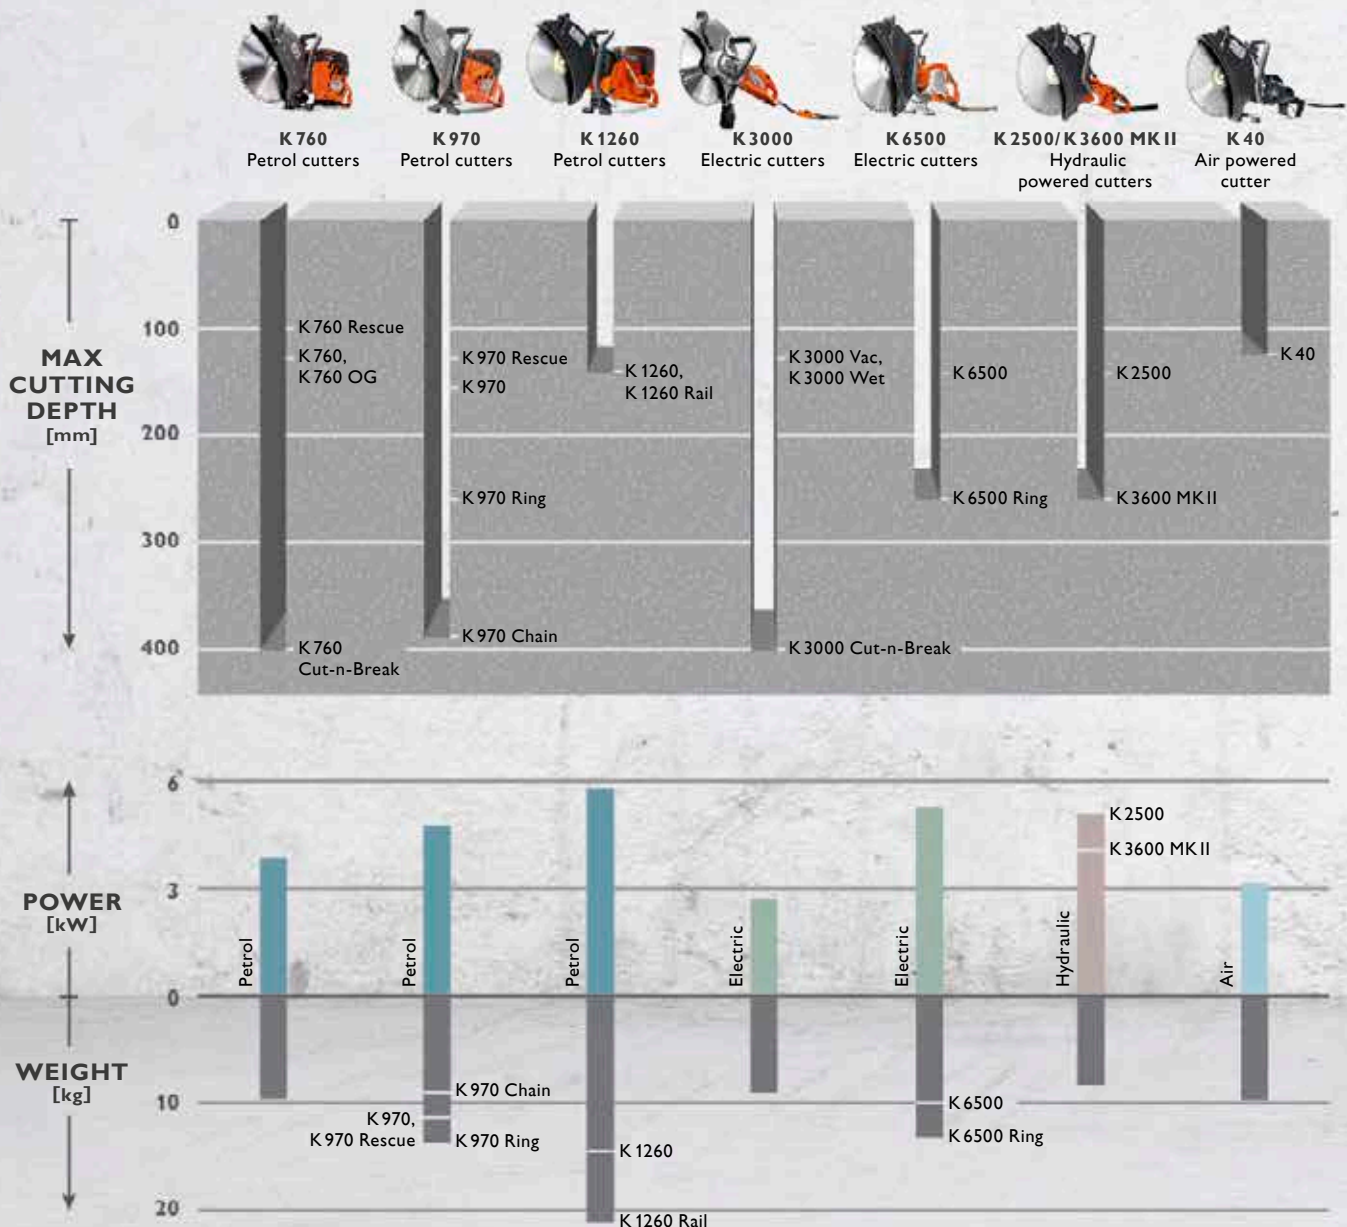 K 760
Petrol cutters
K 970
Petrol cutters
K 1260
Petrol cutters
K 3000
Electric cutters
K 6500
Electric cutters
K 2500/ K 3600 MK II
Hydraulic
powered cutters
K 40
Air powered
cutter
MAX
CUTTING
DEPTH
[mm]
0
100
200
300
400
K 760 Rescue
K 760,
K 760 OG
K 760
Cut-n-Break
K 970 Rescue
K 970
K 970 Ring
K 970 Chain
K 1260,
K 1260 Rail
K 3000 Vac,
K 3000 Wet
K 3000 Cut-n-Break
K 6500
K 6500 Ring
K 2500
K 3600 MK II
K 40
POWER
[kW]
6
3
0
Petrol
Petrol
Petrol
Electric
Electric
Hydraulic
Air
K 2500
K 3600 MK II
WEIGHT
[kg]
10
20
K 970 Chain
K 970,
K 970 Rescue
K 970 Ring
K 1260
K 1260 Rail
K 6500
K 6500 Ring